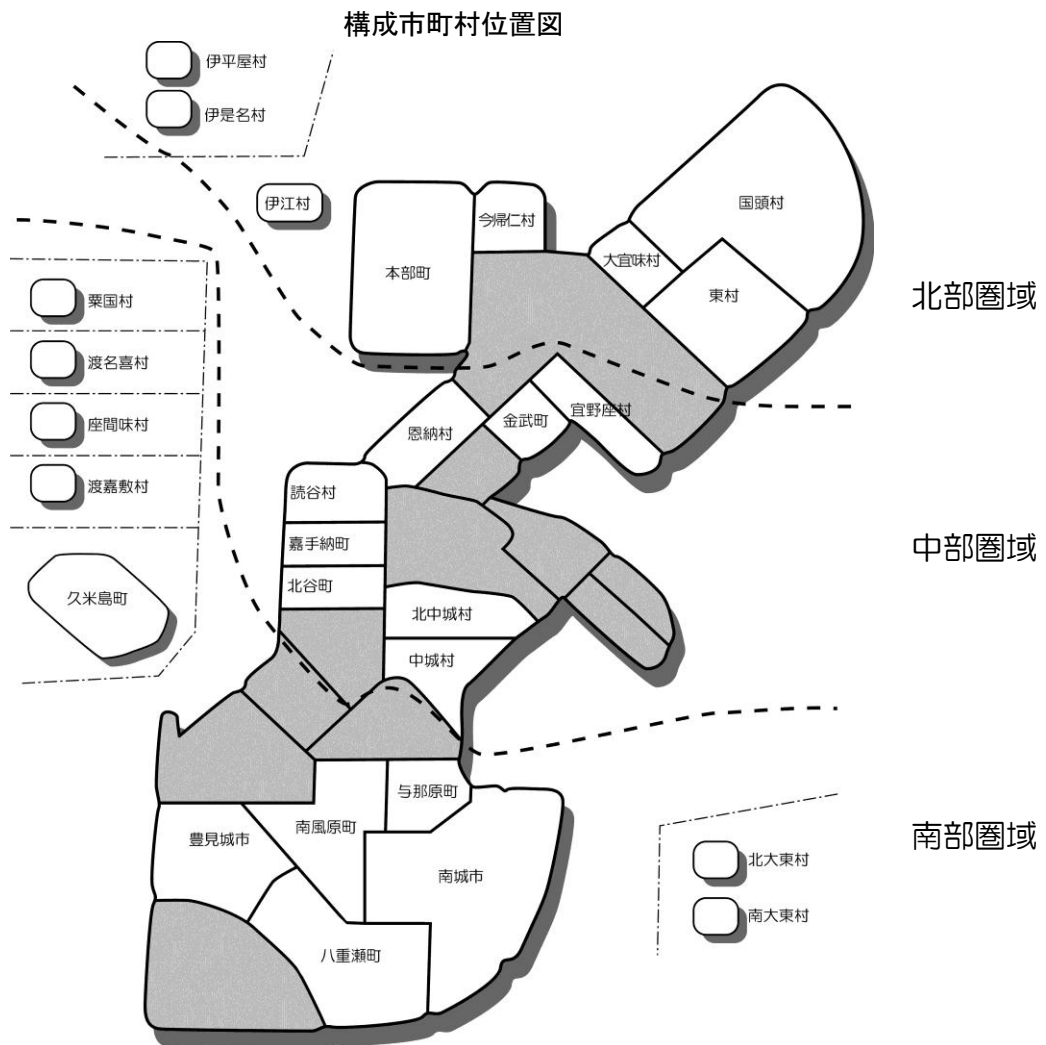 構成市町村位置図
伊平屋村
伊是名村
伊江村
今帰仁村
国頭村
本部町
大宜味村
東村
北部圏域
粟国村
渡名喜村
座間味村
渡嘉敷村
久米島町
恩納村
金武町
宜野座村
読谷村
嘉手納町
北谷町
北中城村
中城村
中部圏域
与那原町
南風原町
豊見城市
南城市
八重瀬町
南部圏域
北大東村
南大東村